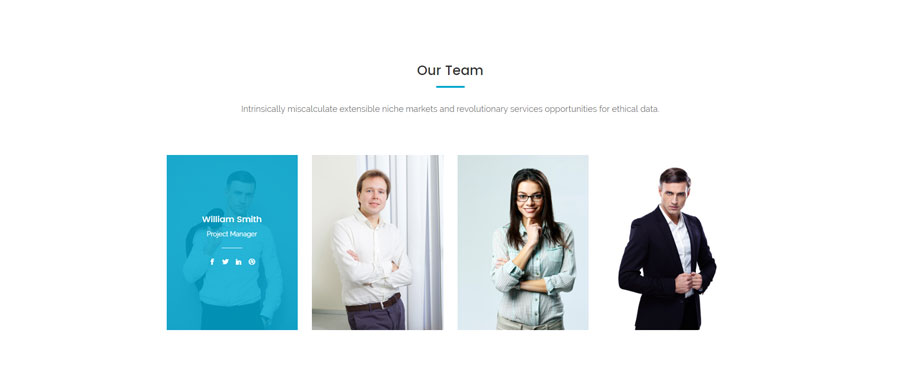 Our Team
Intrinsically miscalculate extensible niche markets and revolutionary services opportunities for ethical data.
William Smith
Project Manager